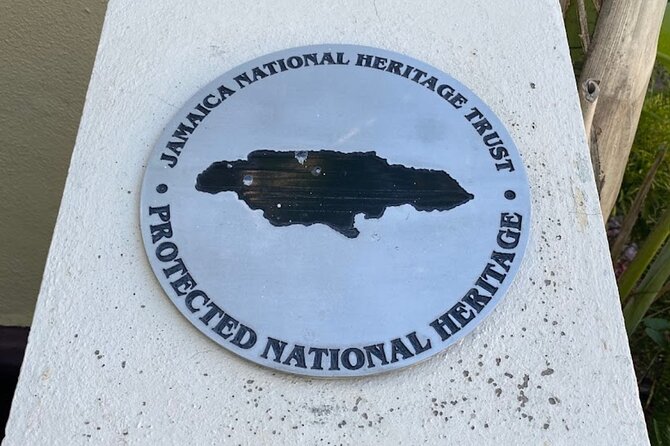 JAMAICA NATIONAL HERITAGE TRUST
PROTECTED NATIONAL HERITAGE